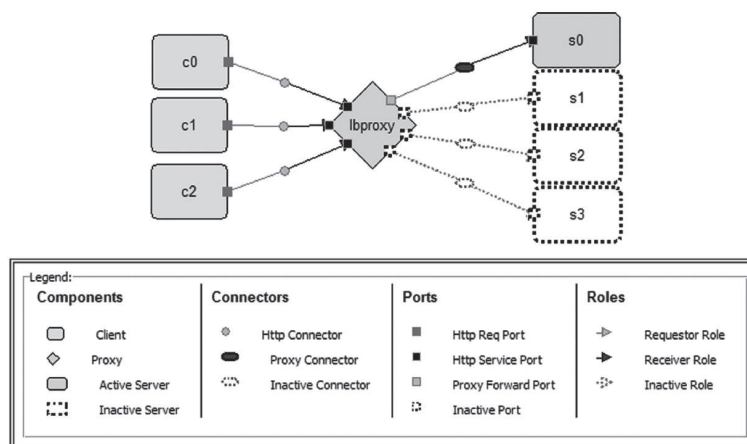 c0
s0
c1
lbproxy
s1
c2
s2
s3
Legend:
Components
Client
Proxy
Active Server
Inactive Server
Connectors
Http Connector
Proxy Connector
Inactive Connector
Ports
Http Req Port
Http Service Port
Proxy Forward Port
Inactive Port
Roles
Requestor Role
Receiver Role
Inactive Role